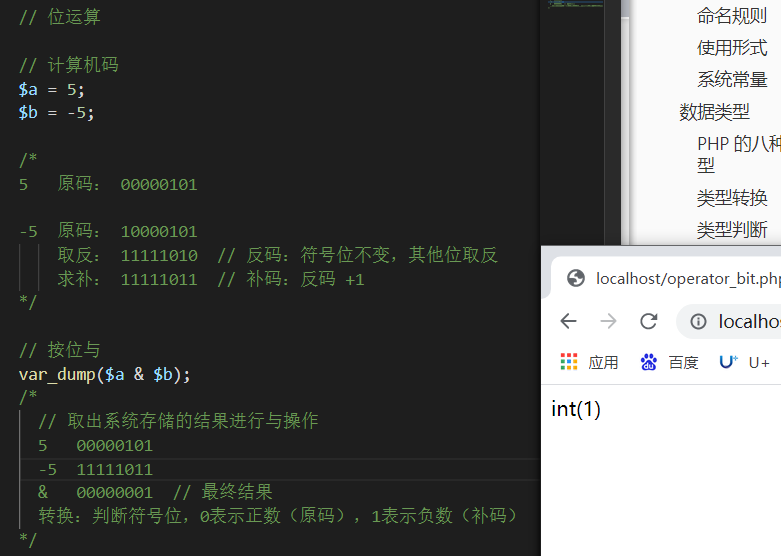 // 位运算
// 计算机码
$a = 5;
$b = -5;
/*
5 原码： 00000101
-5 原码： 10000101
取反： 11111010 // 反码：符号位不变，其他位取反
求补： 11111011 // 补码：反码 +1
*/
// 按位与
var_dump($a & $b);
/*
// 取出系统存储的结果进行与操作
5 00000101
-5 11111011
& 00000001 // 最终结果
转换：判断符号位，0表示正数（原码），1表示负数（补码）
*/
命名规则
使用形式
系统常量
数据类型
PHP 的八种
型
类型转换
类型判断
localhost/operator_bit.php
localhos
应用 百度 U+
int(1)